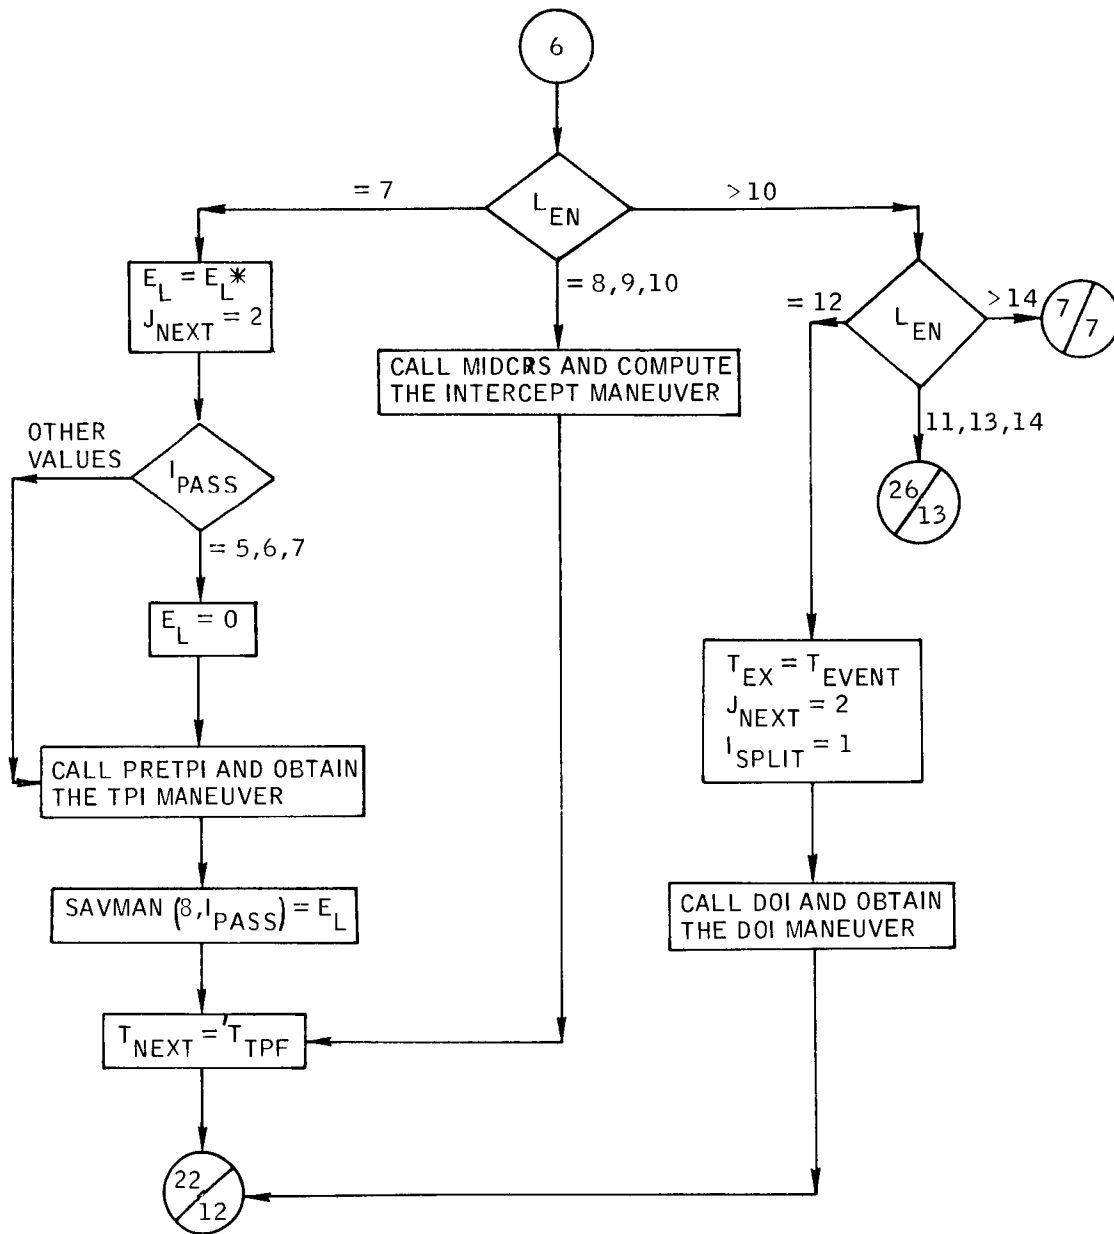 6
= 7
L_EN
>10
E_L = E_L*
J_NEXT = 2
= 8,9,10
= 12
L_EN
>14
7/7
CALL MIDCRS AND COMPUTE
THE INTERCEPT MANEUVER
11,13,14
OTHER
VALUES
I_PASS
26/13
= 5,6,7
E_L = 0
T_EX = T_EVENT
J_NEXT = 2
I_SPLIT = 1
CALL PRETPI AND OBTAIN
THE TPI MANEUVER
SAVMAN (8,I_PASS) = E_L
CALL DOI AND OBTAIN
THE DOI MANEUVER
T_NEXT = 'T_TPF
22/12